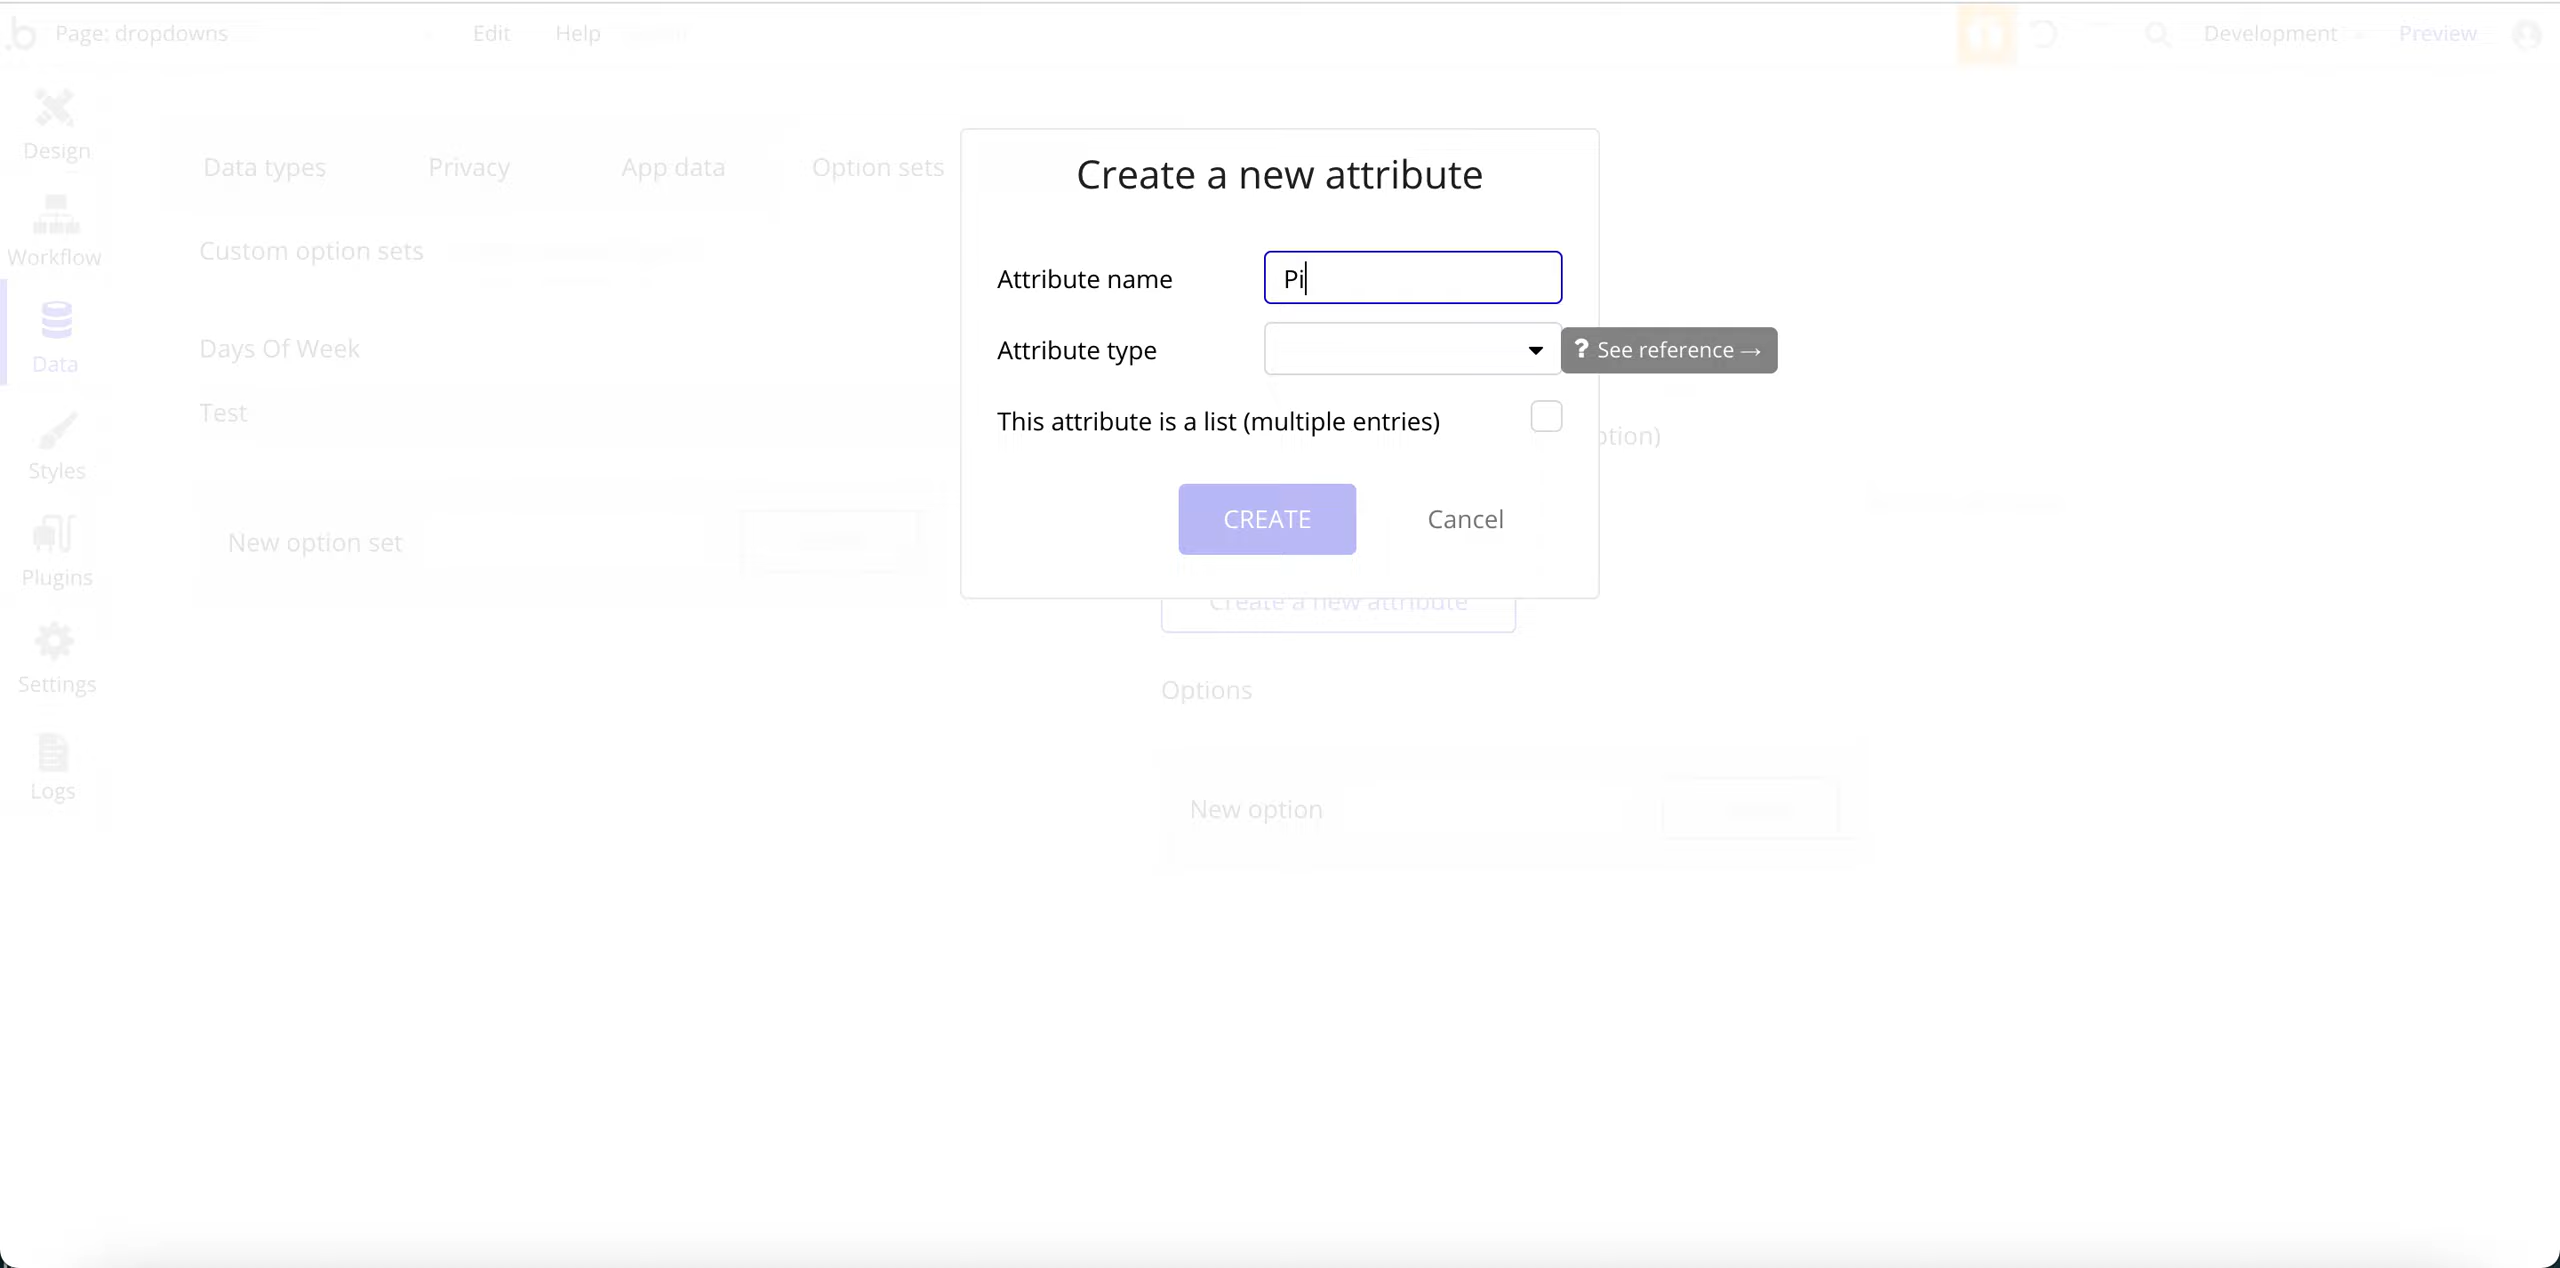 Page: dropdowns
Edit
Help
Development
Preview
Design
Workflow
Data
Styles
Plugins
Settings
Logs
Data types
Privacy
App data
Option sets
Custom option sets
Days Of Week
Test
New option set
Create a new attribute
Attribute name
Pi
Attribute type
? See reference →
This attribute is a list (multiple entries)
CREATE
Cancel
Create a new attribute
Options
New option